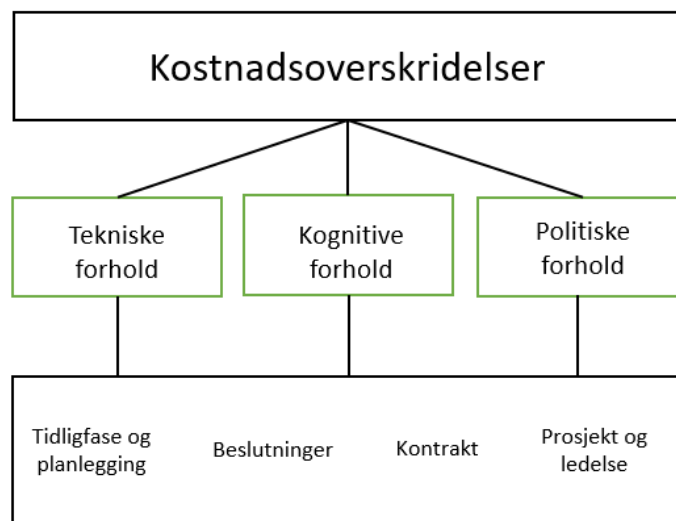 Kostnadsoverskridelser
Tekniske
forhold
Kognitive
forhold
Politiske
forhold
Tidligfase og
planlegging
Beslutninger
Kontrakt
Prosjekt og
ledelse